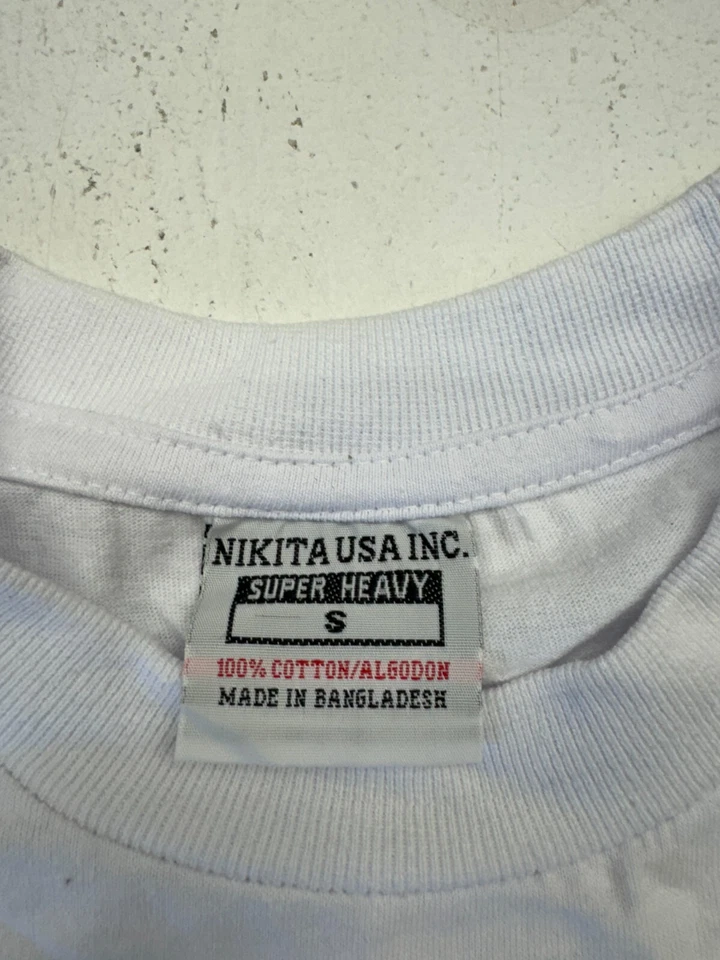 NIKITA USA INC.
SUPER HEAVY
S
100% COTTON/ALGODON
MADE IN BANGLADESH